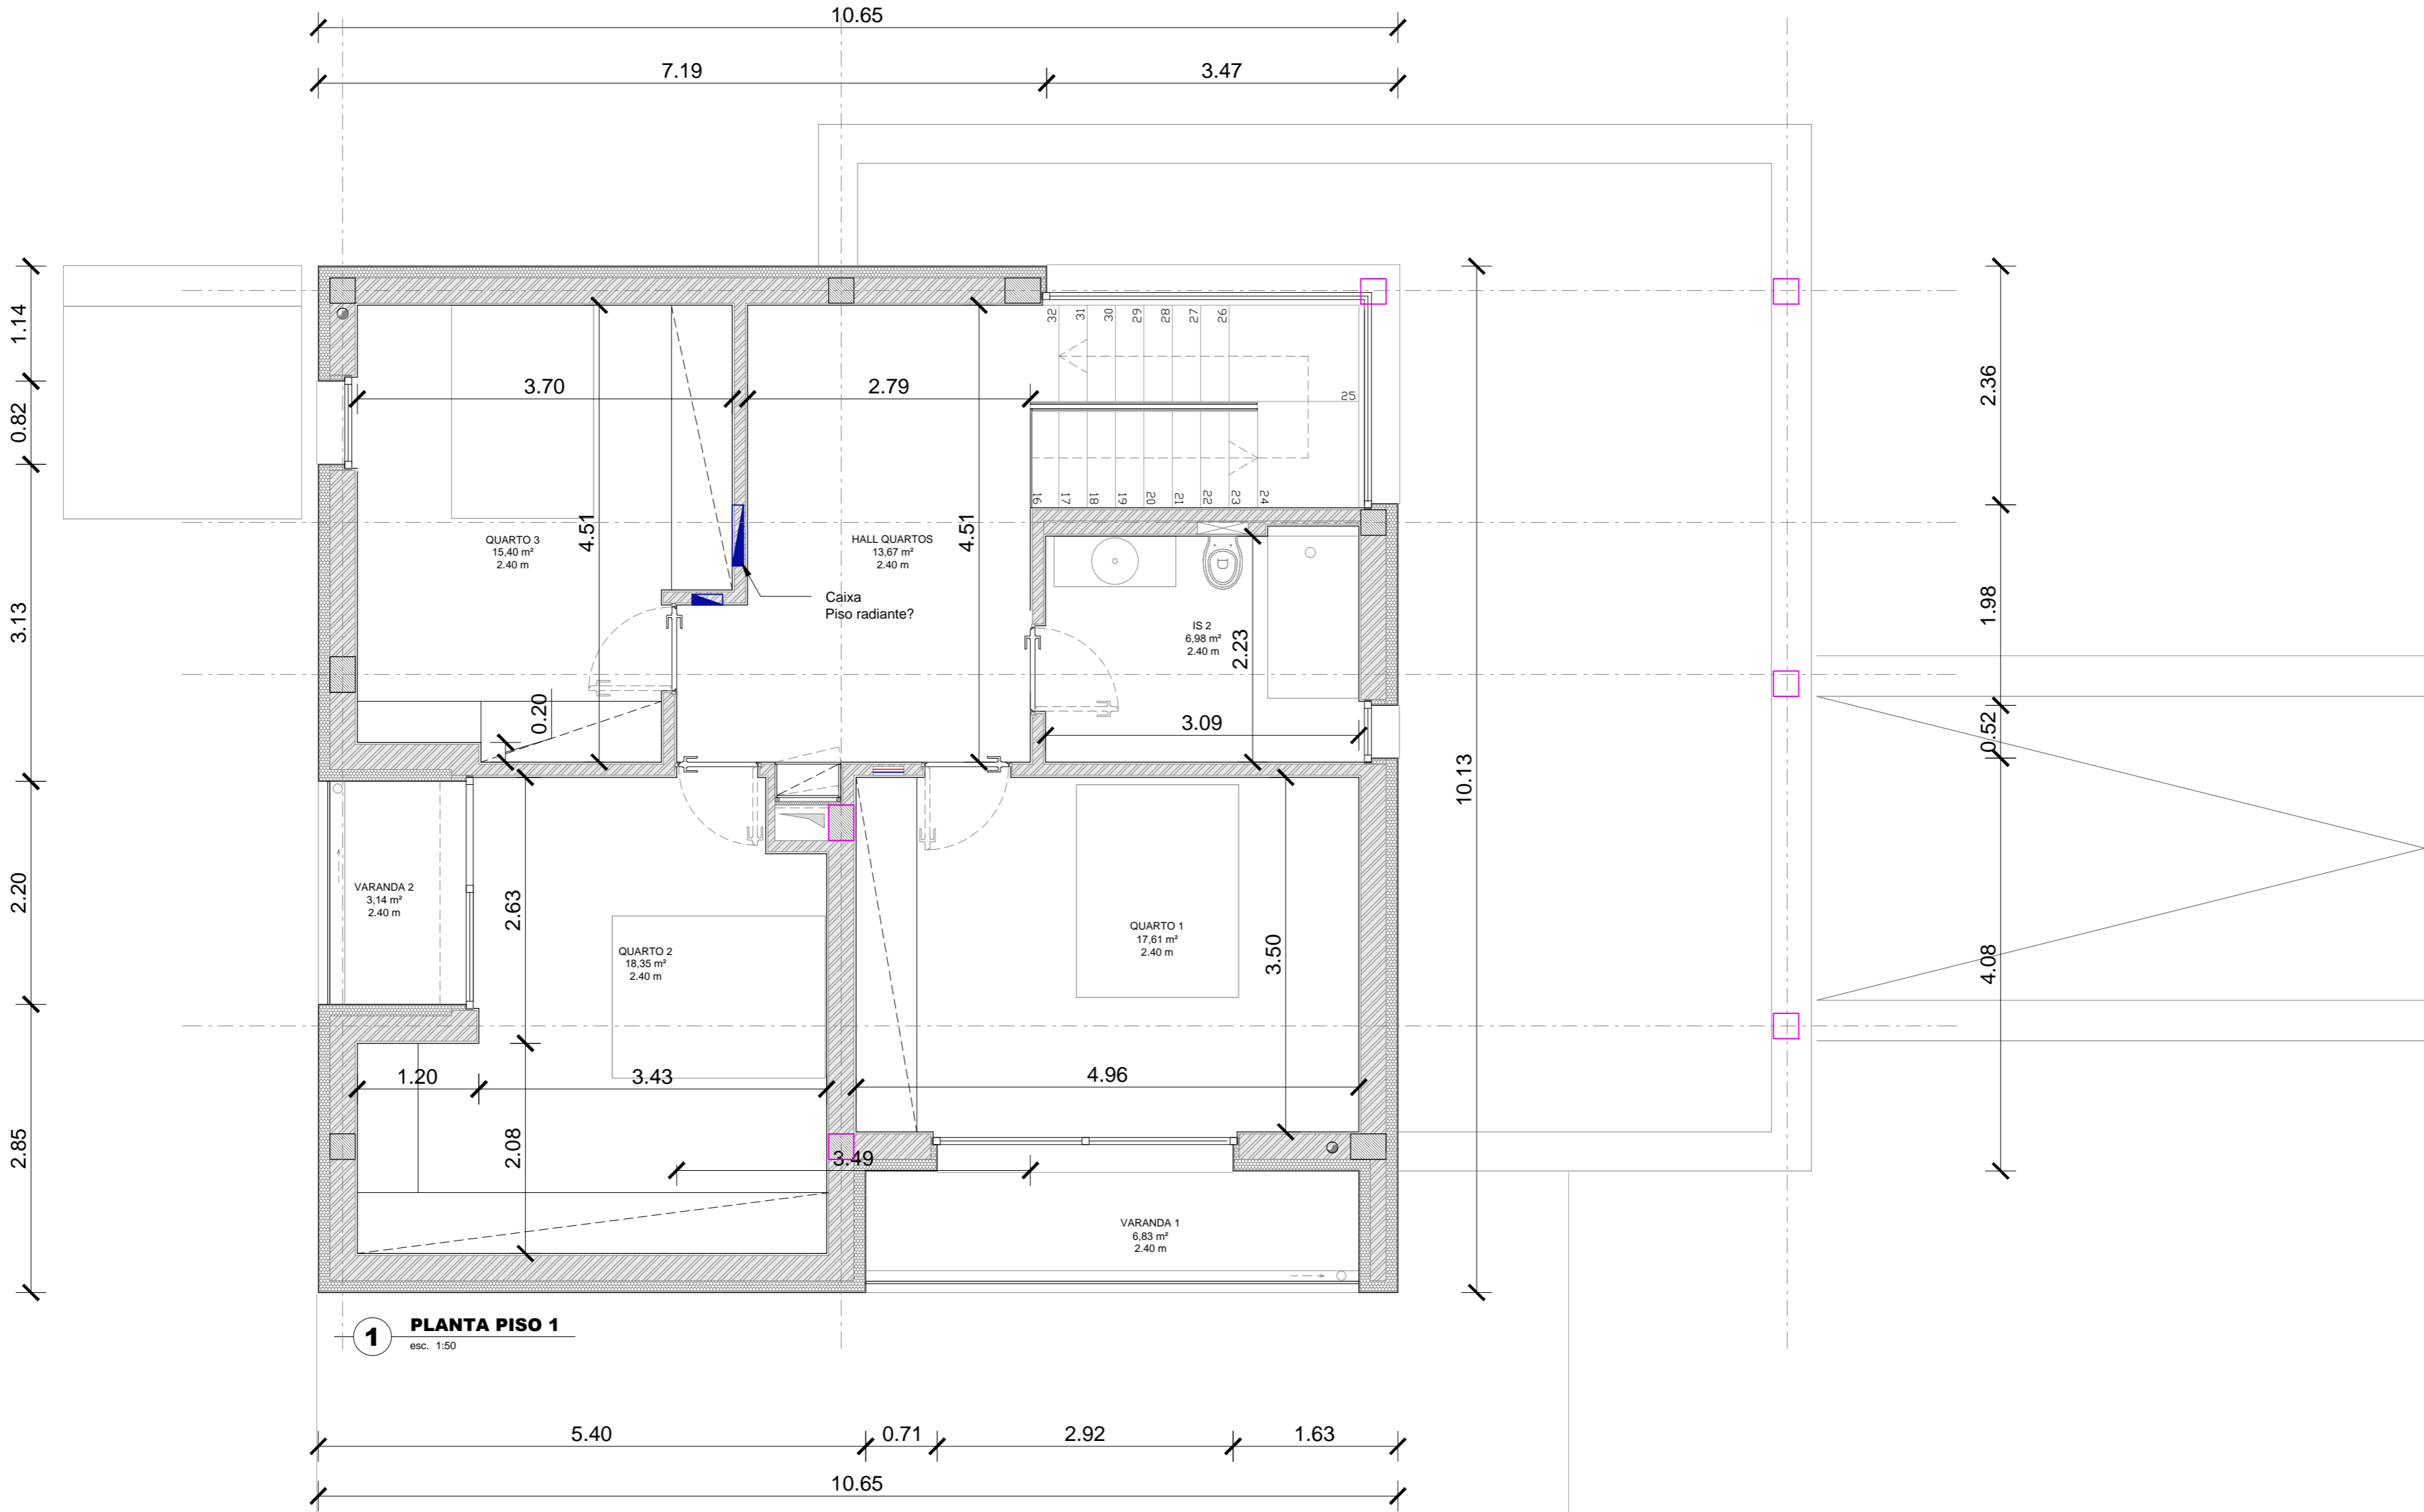 10.65
7.19
3.47
1.14
0.82
3.13
2.20
2.85
3.70
2.79
32
31
30
29
28
27
26
25
16
17
18
19
20
21
22
23
24
QUARTO 3
15,40 m²
2.40 m
4.51
HALL QUARTOS
13,67 m²
2.40 m
4.51
Caixa
Piso radiante?
IS 2
6,98 m²
2.40 m
2.23
3.09
0.20
2.36
1.98
0.52
4.08
10.13
VARANDA 2
3,14 m²
2.40 m
2.63
QUARTO 2
18,35 m²
2.40 m
QUARTO 1
17,61 m²
2.40 m
3.50
1.20
3.43
4.96
2.08
3.49
VARANDA 1
6,83 m²
2.40 m
1
PLANTA PISO 1
esc. 1:50
5.40
0.71
2.92
1.63
10.65